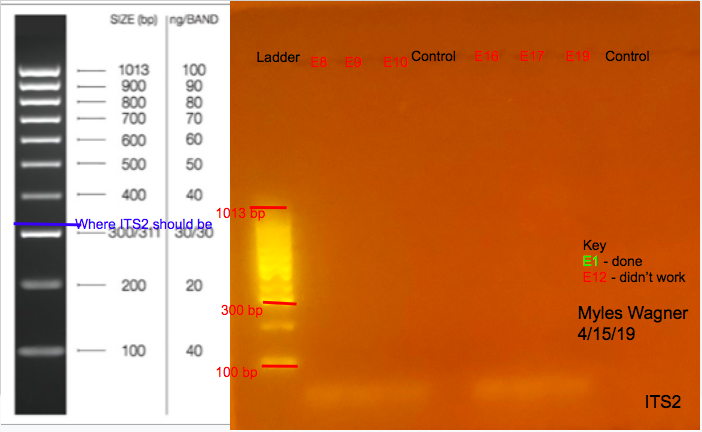 SIZE (bp) ng/BAND
1013 100
900 90
800 80
700 70
600 60
500 50
400 40
Where ITS2 should be
300/311 30/30
200 20
100 40
Ladder E8 E9 E10 Control E16 E17 E19 Control
1013 bp
300 bp
100 bp
Key
E1 - done
E12 - didn't work
Myles Wagner
4/15/19
ITS2